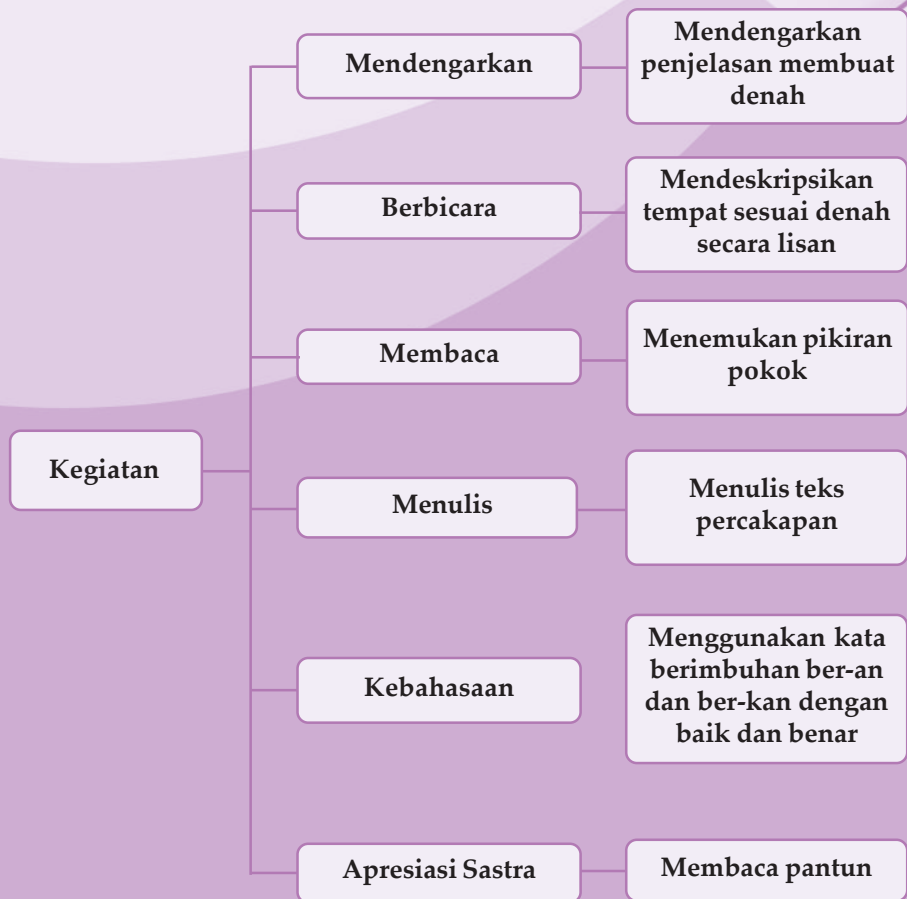 Kegiatan
Mendengarkan
Mendengarkan
penjelasan membuat
denah
Berbicara
Mendeskripsikan
tempat sesuai denah
secara lisan
Membaca
Menemukan pikiran
pokok
Menulis
Menulis teks
percakapan
Kebahasaan
Menggunakan kata
berimbuhan ber-an
dan ber-kan dengan
baik dan benar
Apresiasi Sastra
Membaca pantun